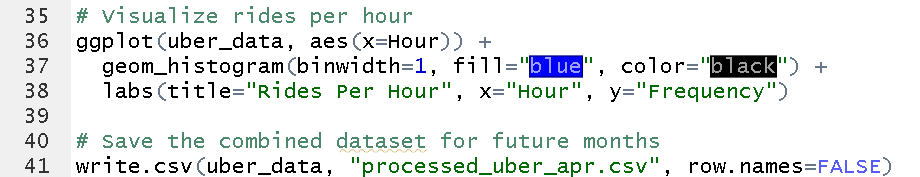 35 # Visualize rides per hour
36 ggplot(uber_data, aes(x=Hour)) +
37   geom_histogram(binwidth=1, fill="blue", color="black") +
38   labs(title="Rides Per Hour", x="Hour", y="Frequency")
39
40 # Save the combined dataset for future months
41 write.csv(uber_data, "processed_uber_apr.csv", row.names=FALSE)